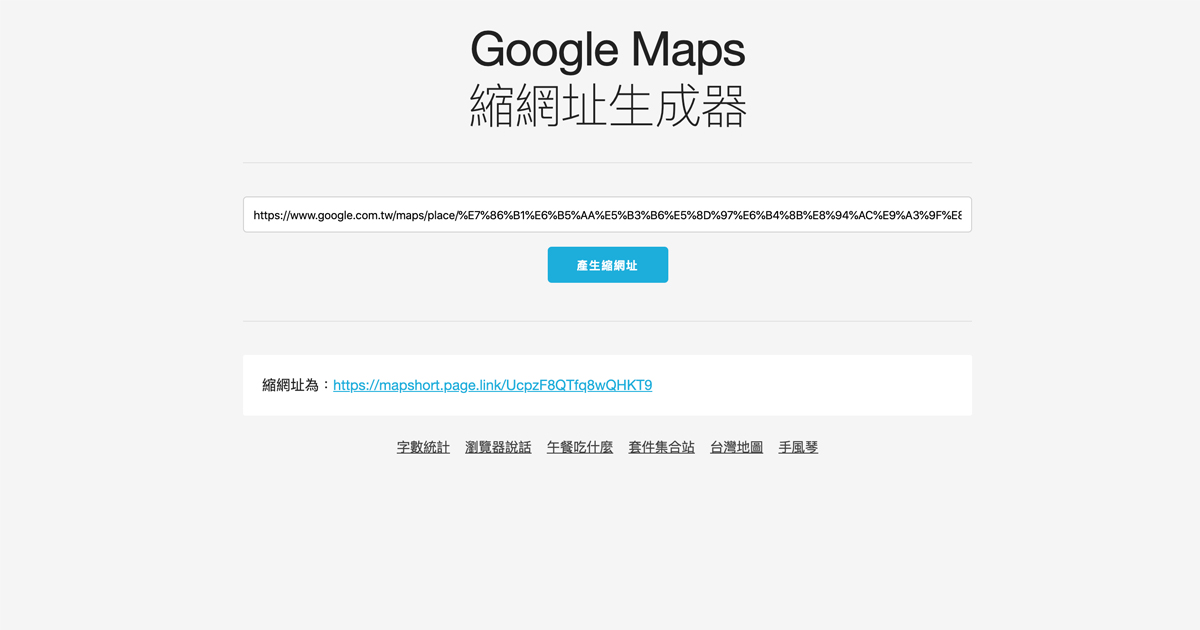 Google Maps
縮網址生成器
https://www.google.com.tw/maps/place/%E7%86%B1%E6%B5%AA%E5%B3%B6%E5%8D%97%E6%B4%8B%E8%94%AC%E9%A3%9F%E8
產生縮網址
縮網址為：https://mapshort.page.link/UcpzF8QTfq8wQHKT9
字數統計 瀏覽器說話 午餐吃什麼 套件集合站 台灣地圖 手風琴